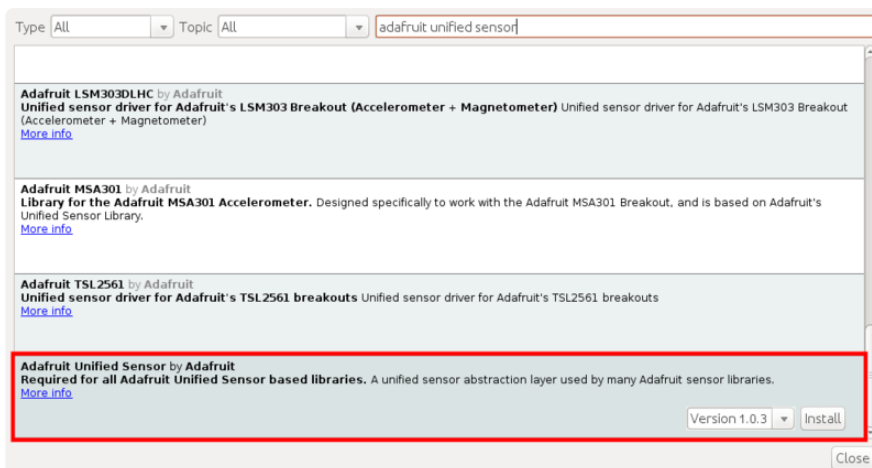 Type All Topic All adafruit unified sensor
Adafruit LSM303DLHC by Adafruit
Unified sensor driver for Adafruit's LSM303 Breakout (Accelerometer + Magnetometer) Unified sensor driver for Adafruit's LSM303 Breakout
(Accelerometer + Magnetometer)
More info
Adafruit MSA301 by Adafruit
Library for the Adafruit MSA301 Accelerometer. Designed specifically to work with the Adafruit MSA301 Breakout, and is based on Adafruit's
Unified Sensor Library.
More info
Adafruit TSL2561 by Adafruit
Unified sensor driver for Adafruit's TSL2561 breakouts Unified sensor driver for Adafruit's TSL2561 breakouts
More info
Adafruit Unified Sensor by Adafruit
Required for all Adafruit Unified Sensor based libraries. A unified sensor abstraction layer used by many Adafruit sensor libraries.
More info
Version 1.0.3 Install
Close